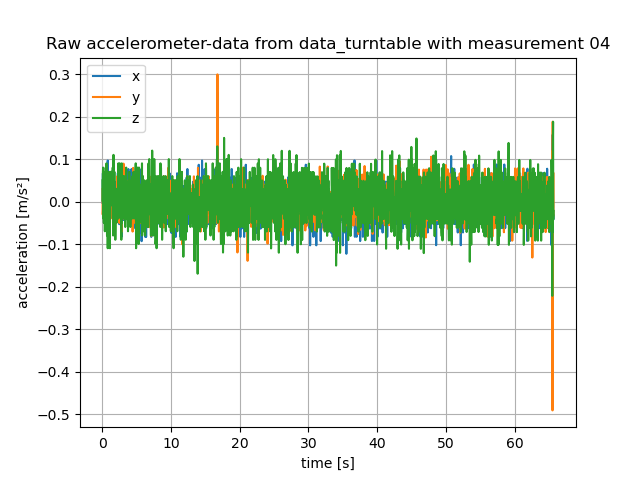 Raw accelerometer-data from data_turntable with measurement 04
x
y
z
0.3
0.2
0.1
0.0
−0.1
−0.2
−0.3
−0.4
−0.5
acceleration [m/s²]
0 10 20 30 40 50 60
time [s]